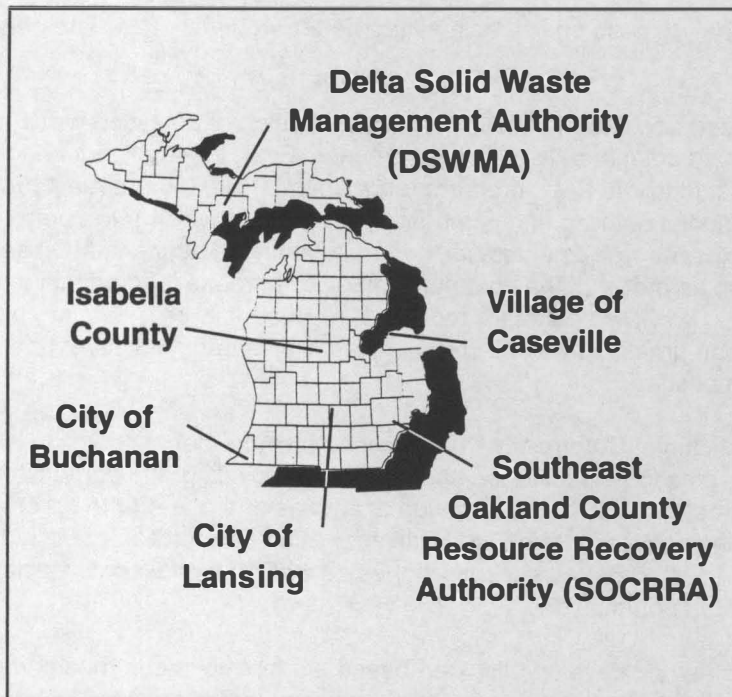 Delta Solid Waste
Management Authority
(DSWMA)
Isabella
County
Village of
Caseville
City of
Buchanan
City of
Lansing
Southeast
Oakland County
Resource Recovery
Authority (SOCRRA)